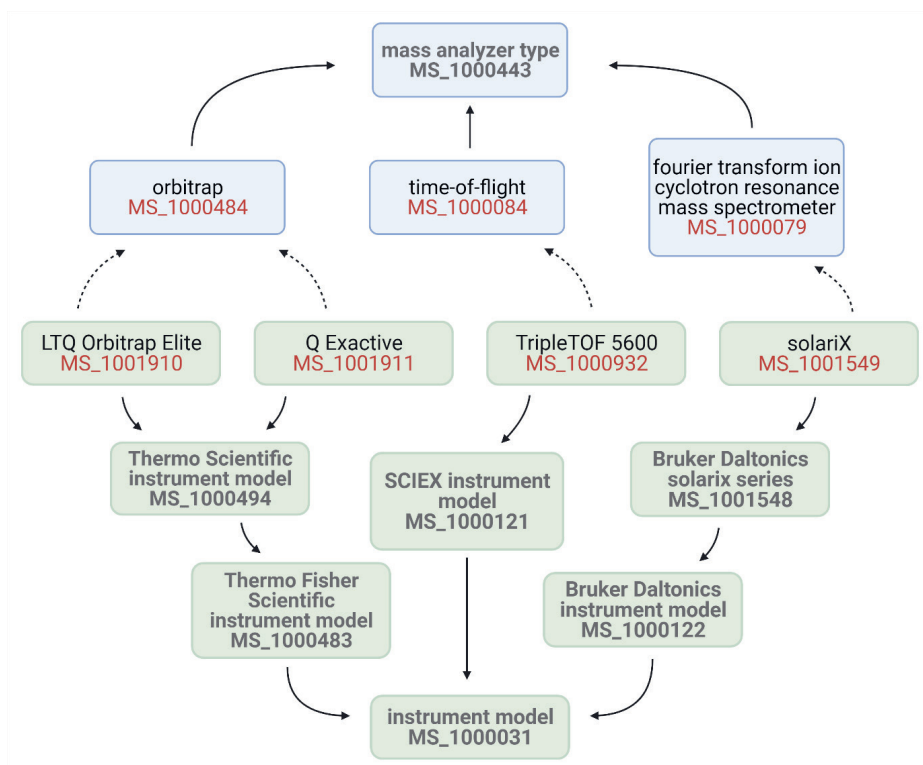 mass analyzer type
MS_1000443
orbitrap
MS_1000484
time-of-flight
MS_1000084
fourier transform ion
cyclotron resonance
mass spectrometer
MS_1000079
LTQ Orbitrap Elite
MS_1001910
Q Exactive
MS_1001911
TripleTOF 5600
MS_1000932
solariX
MS_1001549
Thermo Scientific
instrument model
MS_1000494
SCIEX instrument
model
MS_1000121
Bruker Daltonics
solarix series
MS_1001548
Thermo Fisher
Scientific
instrument model
MS_1000483
Bruker Daltonics
instrument model
MS_1000122
instrument model
MS_1000031